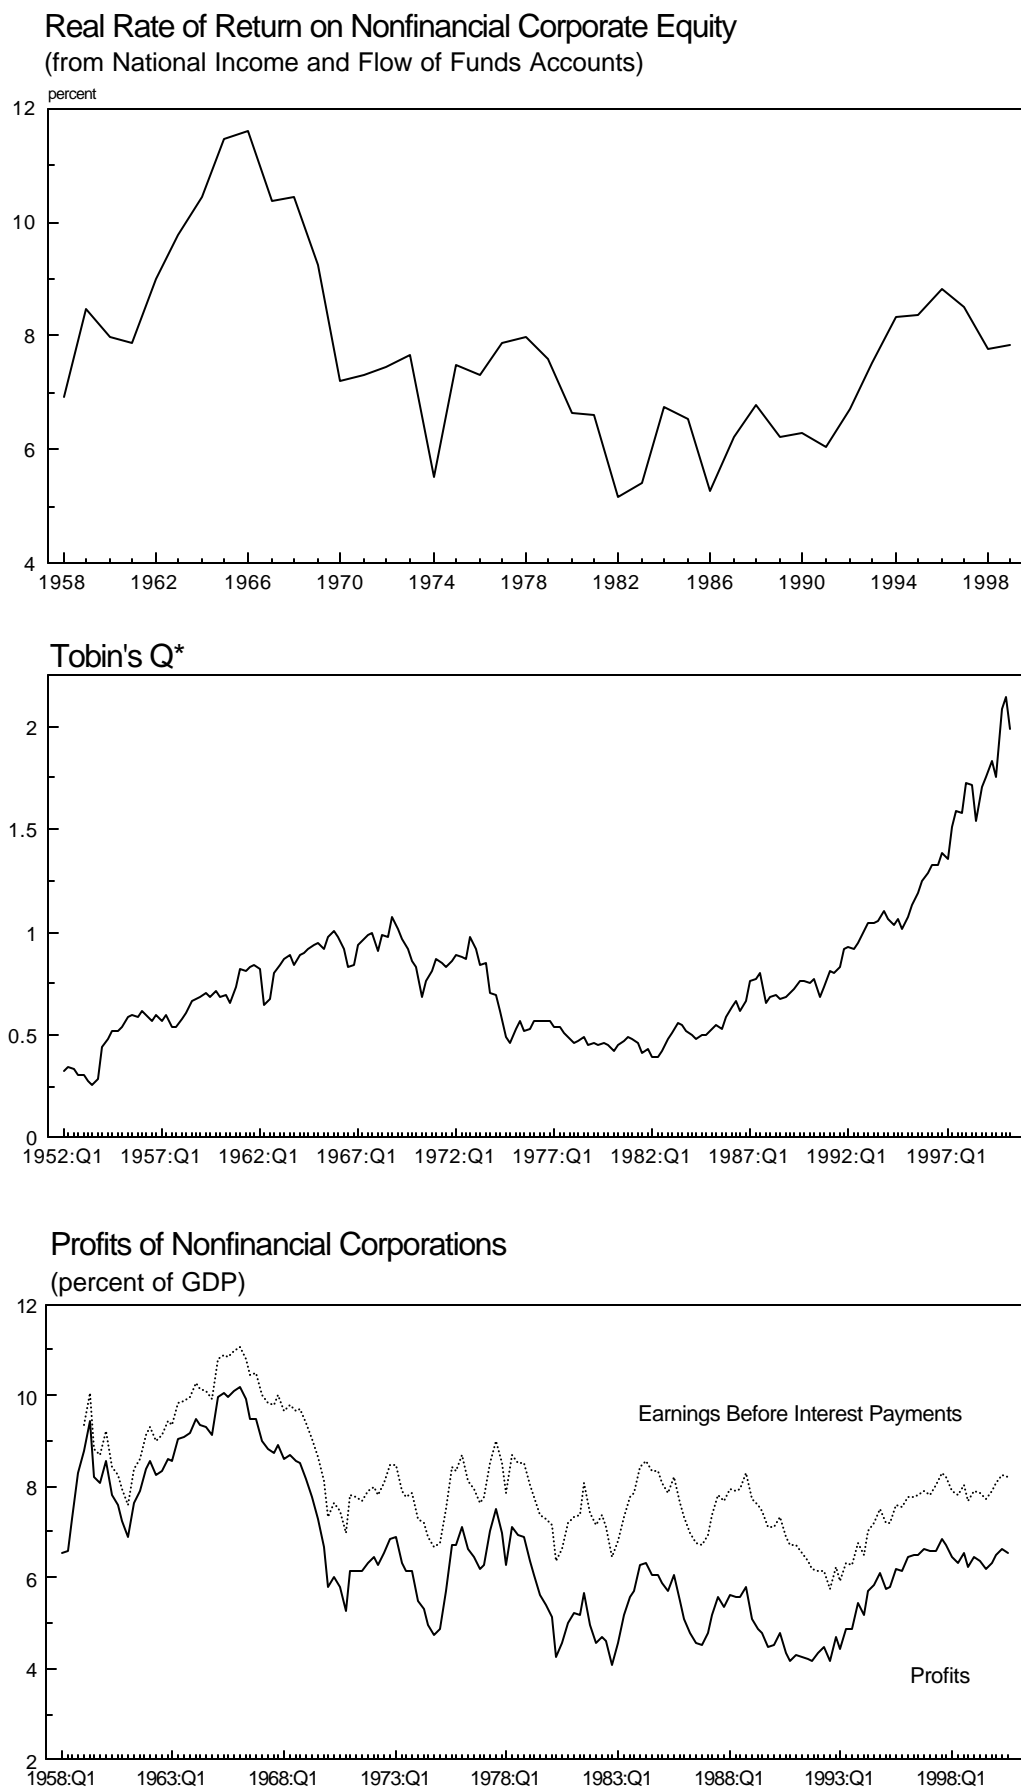 Real Rate of Return on Nonfinancial Corporate Equity
(from National Income and Flow of Funds Accounts)
percent
12
10
8
6
4
1958 1962 1966 1970 1974 1978 1982 1986 1990 1994 1998
Tobin's Q*
2
1.5
1
0.5
0
1952:Q1 1957:Q1 1962:Q1 1967:Q1 1972:Q1 1977:Q1 1982:Q1 1987:Q1 1992:Q1 1997:Q1
Profits of Nonfinancial Corporations
(percent of GDP)
12
10
Earnings Before Interest Payments
8
6
4
Profits
2
1958:Q1 1963:Q1 1968:Q1 1973:Q1 1978:Q1 1983:Q1 1988:Q1 1993:Q1 1998:Q1